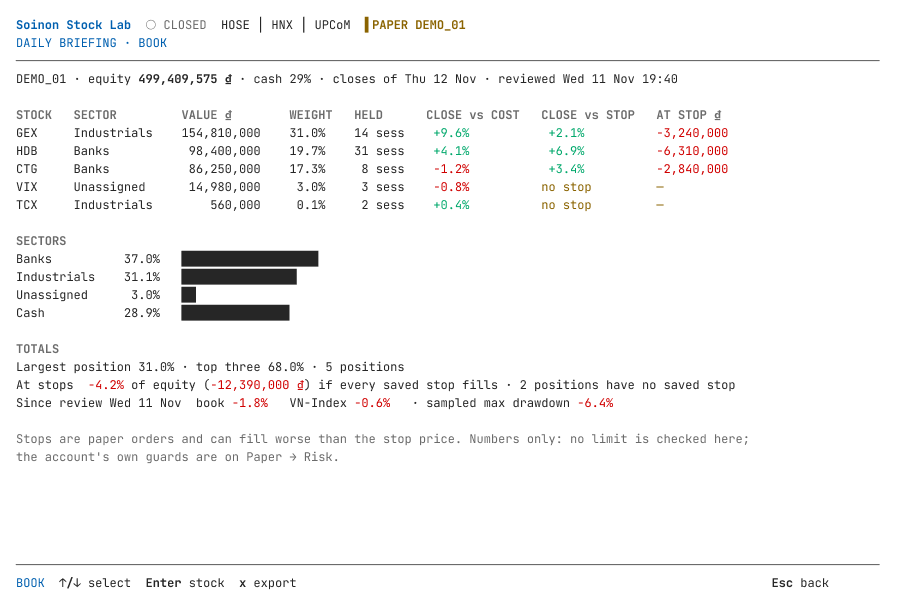 Soinon Stock Lab ○ CLOSED HOSE │ HNX │ UPCoM ▌PAPER DEMO_01
DAILY BRIEFING · BOOK
DEMO_01 · equity 499,409,575 ₫ · cash 29% · closes of Thu 12 Nov · reviewed Wed 11 Nov 19:40
STOCK SECTOR VALUE ₫ WEIGHT HELD CLOSE vs COST CLOSE vs STOP AT STOP ₫
GEX Industrials 154,810,000 31.0% 14 sess +9.6% +2.1% -3,240,000
HDB Banks 98,400,000 19.7% 31 sess +4.1% +6.9% -6,310,000
CTG Banks 86,250,000 17.3% 8 sess -1.2% +3.4% -2,840,000
VIX Unassigned 14,980,000 3.0% 3 sess -0.8% no stop —
TCX Industrials 560,000 0.1% 2 sess +0.4% no stop —
SECTORS
Banks 37.0%
Industrials 31.1%
Unassigned 3.0%
Cash 28.9%
TOTALS
Largest position 31.0% · top three 68.0% · 5 positions
At stops -4.2% of equity (-12,390,000 ₫) if every saved stop fills · 2 positions have no saved stop
Since review Wed 11 Nov book -1.8% VN-Index -0.6% · sampled max drawdown -6.4%
Stops are paper orders and can fill worse than the stop price. Numbers only: no limit is checked here;
the account's own guards are on Paper → Risk.
BOOK ↑/↓ select Enter stock x export Esc back